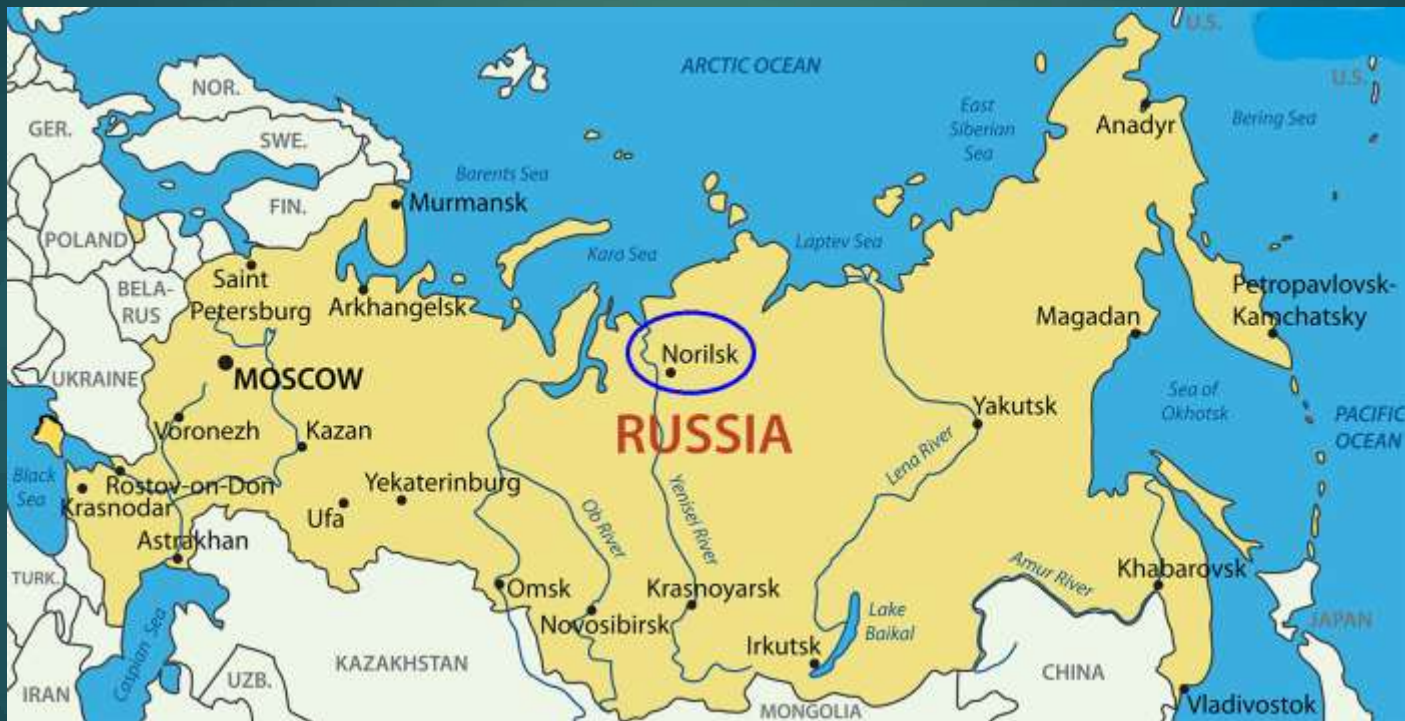 U.S.
ARCTIC OCEAN
U.S.
NOR.
East
Siberian
Sea
Anadyr
Bering Sea
GER.
SWE.
Barents Sea
FIN.
Murmansk
POLAND
Kara Sea
Laptev Sea
Saint
Petersburg
BELA-
RUS
Arkhangelsk
Petropavlovsk-
Kamchatsky
Magadan
Norilsk
MOSCOW
UKRAINE
Sea of
Okhotsk
Yakutsk
PACIFIC
OCEAN
RUSSIA
Voronezh
Kazan
Lena River
Black
Sea
Rostov-on-Don
Krasnodar
Yekaterinburg
Ufa
Ob River
Yenisei River
Astrakhan
TURK.
Omsk
Krasnoyarsk
Novosibirsk
Lake
Baikal
Amur River
Khabarovsk
Caspian Sea
JAPAN
Irkutsk
KAZAKHSTAN
CHINA
IRAN
UZB.
MONGOLIA
Vladivostok